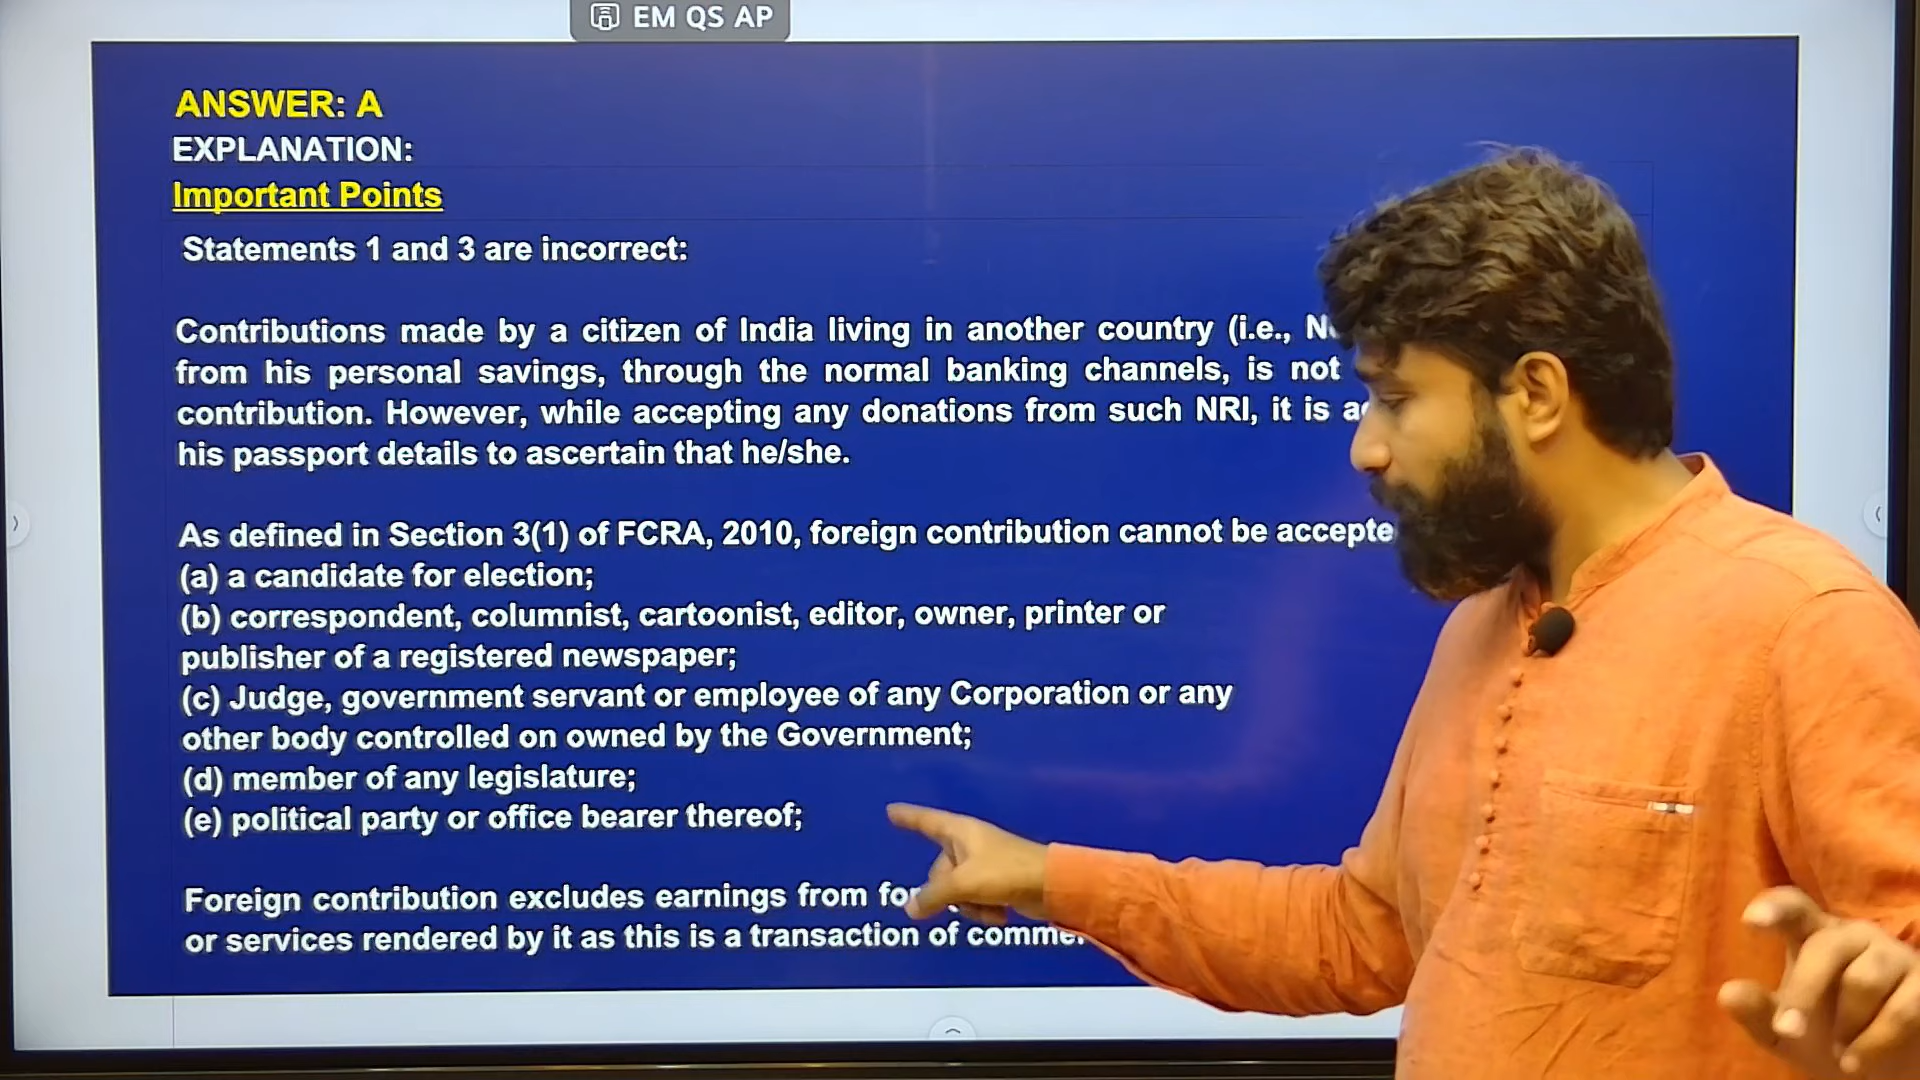 EM QS AP
ANSWER: A
EXPLANATION:
Important Points
Statements 1 and 3 are incorrect:
Contributions made by a citizen of India living in another country (i.e.,
from his personal savings, through the normal banking channels, is not
contribution. However, while accepting any donations from such NRI, it is
his passport details to ascertain that he/she.
As defined in Section 3(1) of FCRA, 2010, foreign contribution cannot be
(a) a candidate for election;
(b) correspondent, columnist, cartoonist, editor, owner, printer or
publisher of a registered newspaper;
(c) Judge, government servant or employee of any Corporation or any
other body controlled on owned by the Government;
(d) member of any legislature;
(e) political party or office bearer thereof;
Foreign contribution excludes earnings from
or services rendered by it as this is a transaction of